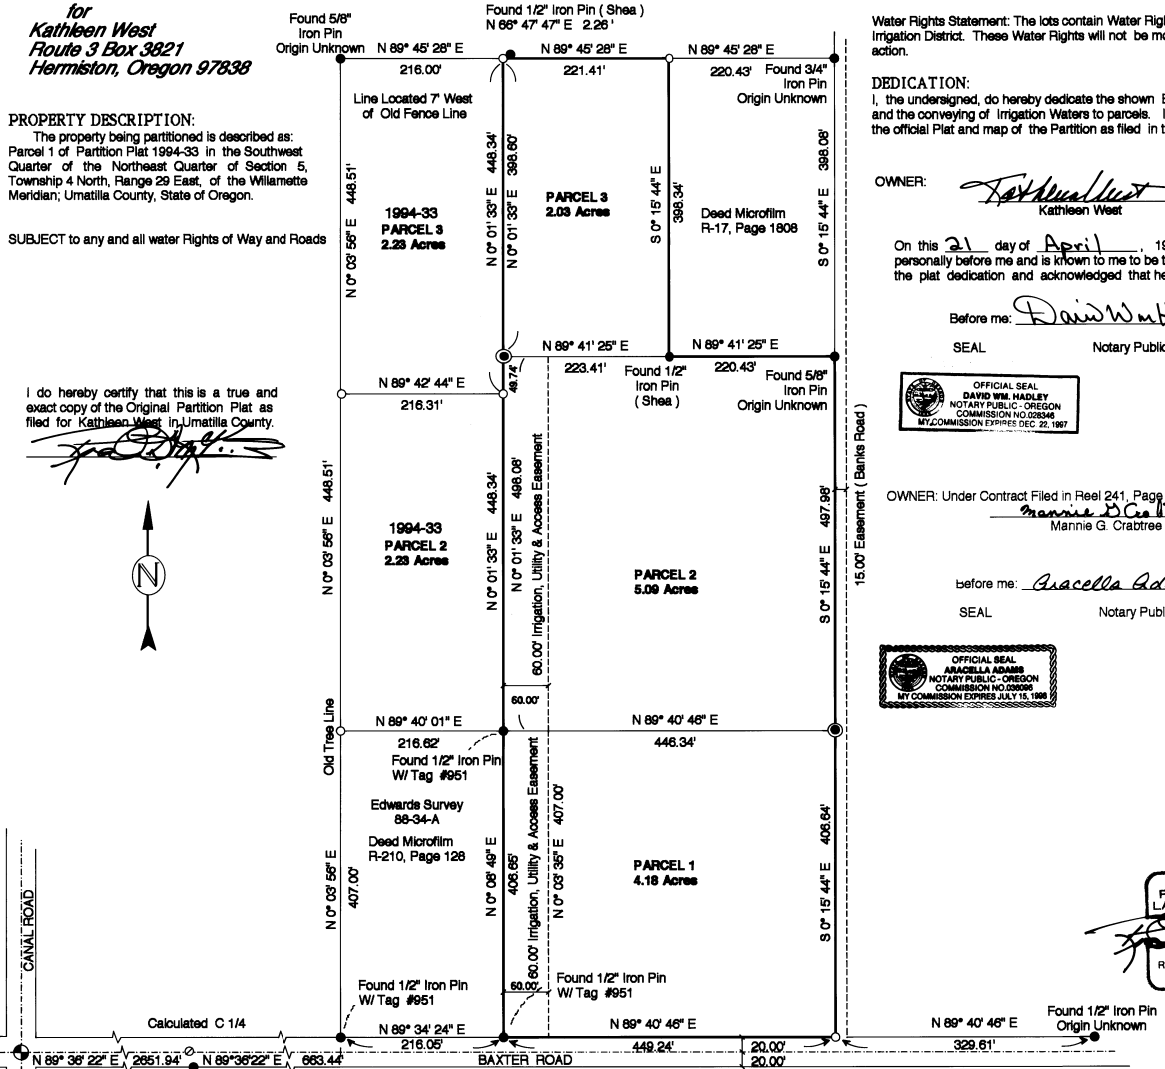 for
Kathleen West
Route 3 Box 3821
Hermiston, Oregon 97838
PROPERTY DESCRIPTION:
The property being partitioned is described as:
Parcel 1 of Partition Plat 1994-33 in the Southwest
Quarter of the Northeast Quarter of Section 5,
Township 4 North, Range 29 East, of the Willamette
Meridian; Umatilla County, State of Oregon.
SUBJECT to any and all water Rights of Way and Roads
I do hereby certify that this is a true and
exact copy of the Original Partition Plat as
filed for Kathleen West in Umatilla County.
N
Found 5/8"
Iron Pin
Origin Unknown
Found 1/2" Iron Pin ( Shea )
N 66° 47' 47" E 2.26 '
N 89° 45' 28" E
216.00'
N 89° 45' 28" E
221.41'
N 89° 45' 28" E
220.43'
Found 3/4"
Iron Pin
Origin Unknown
Line Located 7' West
of Old Fence Line
N 0° 03' 56" E 448.51'
1994-33
PARCEL 3
2.23 Acres
N 0° 01' 33" E 448.34'
N 0° 01' 33" E 398.60'
PARCEL 3
2.03 Acres
S 0° 15' 44" E
398.34'
Deed Microfilm
R-17, Page 1808
S 0° 15' 44" E 398.08'
N 89° 41' 25" E
223.41'
N 89° 41' 25" E
220.43'
49.74'
Found 1/2"
Iron Pin
( Shea )
Found 5/8"
Iron Pin
Origin Unknown
N 89° 42' 44" E
216.31'
N 0° 03' 56" E 448.51'
1994-33
PARCEL 2
2.23 Acres
N 0° 01' 33" E 448.34'
N 0° 01' 33" E 498.08'
60.00' Irrigation, Utility & Access Easement
PARCEL 2
5.09 Acres
S 0° 15' 44" E 497.98'
15.00' Easement ( Banks Road )
60.00'
Old Tree Line
N 89° 40' 01" E
216.62'
N 89° 40' 46" E
446.34'
Found 1/2" Iron Pin
W/ Tag #951
Edwards Survey
88-34-A
Deed Microfilm
R-210, Page 128
N 0° 03' 56" E
407.00'
N 0° 08' 49" E
406.65'
60.00' Irrigation, Utility & Access Easement
N 0° 03' 35" E 407.00'
PARCEL 1
4.18 Acres
S 0° 15' 44" E 406.64'
60.00'
Found 1/2" Iron Pin
W/ Tag #951
Found 1/2" Iron Pin
W/ Tag #951
CANAL ROAD
Calculated C 1/4
N 89° 34' 24" E
216.05'
N 89° 40' 46" E
449.24'
N 89° 40' 46" E
329.61'
Found 1/2" Iron Pin
Origin Unknown
N 89° 36' 22" E 2651.94' N 89°36'22" E 663.44'
BAXTER ROAD
20.00'
20.00'
Water Rights Statement: The lots contain Water Rig
Irrigation District. These Water Rights will not be mo
action.
DEDICATION:
I, the undersigned, do hereby dedicate the shown E
and the conveying of Irrigation Waters to parcels. I
the official Plat and map of the Partition as filed in t
OWNER:
Kathleen West
Kathleen West
On this 21 day of April , 19
personally before me and is known to me to be t
the plat dedication and acknowledged that he
Before me: David Wm H
SEAL Notary Public
OFFICIAL SEAL
DAVID WM. HADLEY
NOTARY PUBLIC - OREGON
COMMISSION NO.028346
MY COMMISSION EXPIRES DEC. 22, 1997
OWNER: Under Contract Filed in Reel 241, Page
Mannie G Cra
Mannie G. Crabtree
Before me: Aracella Ad
SEAL Notary Publi
OFFICIAL SEAL
ARACELLA ADAMS
NOTARY PUBLIC - OREGON
COMMISSION NO.036096
MY COMMISSION EXPIRES JULY 15, 1998